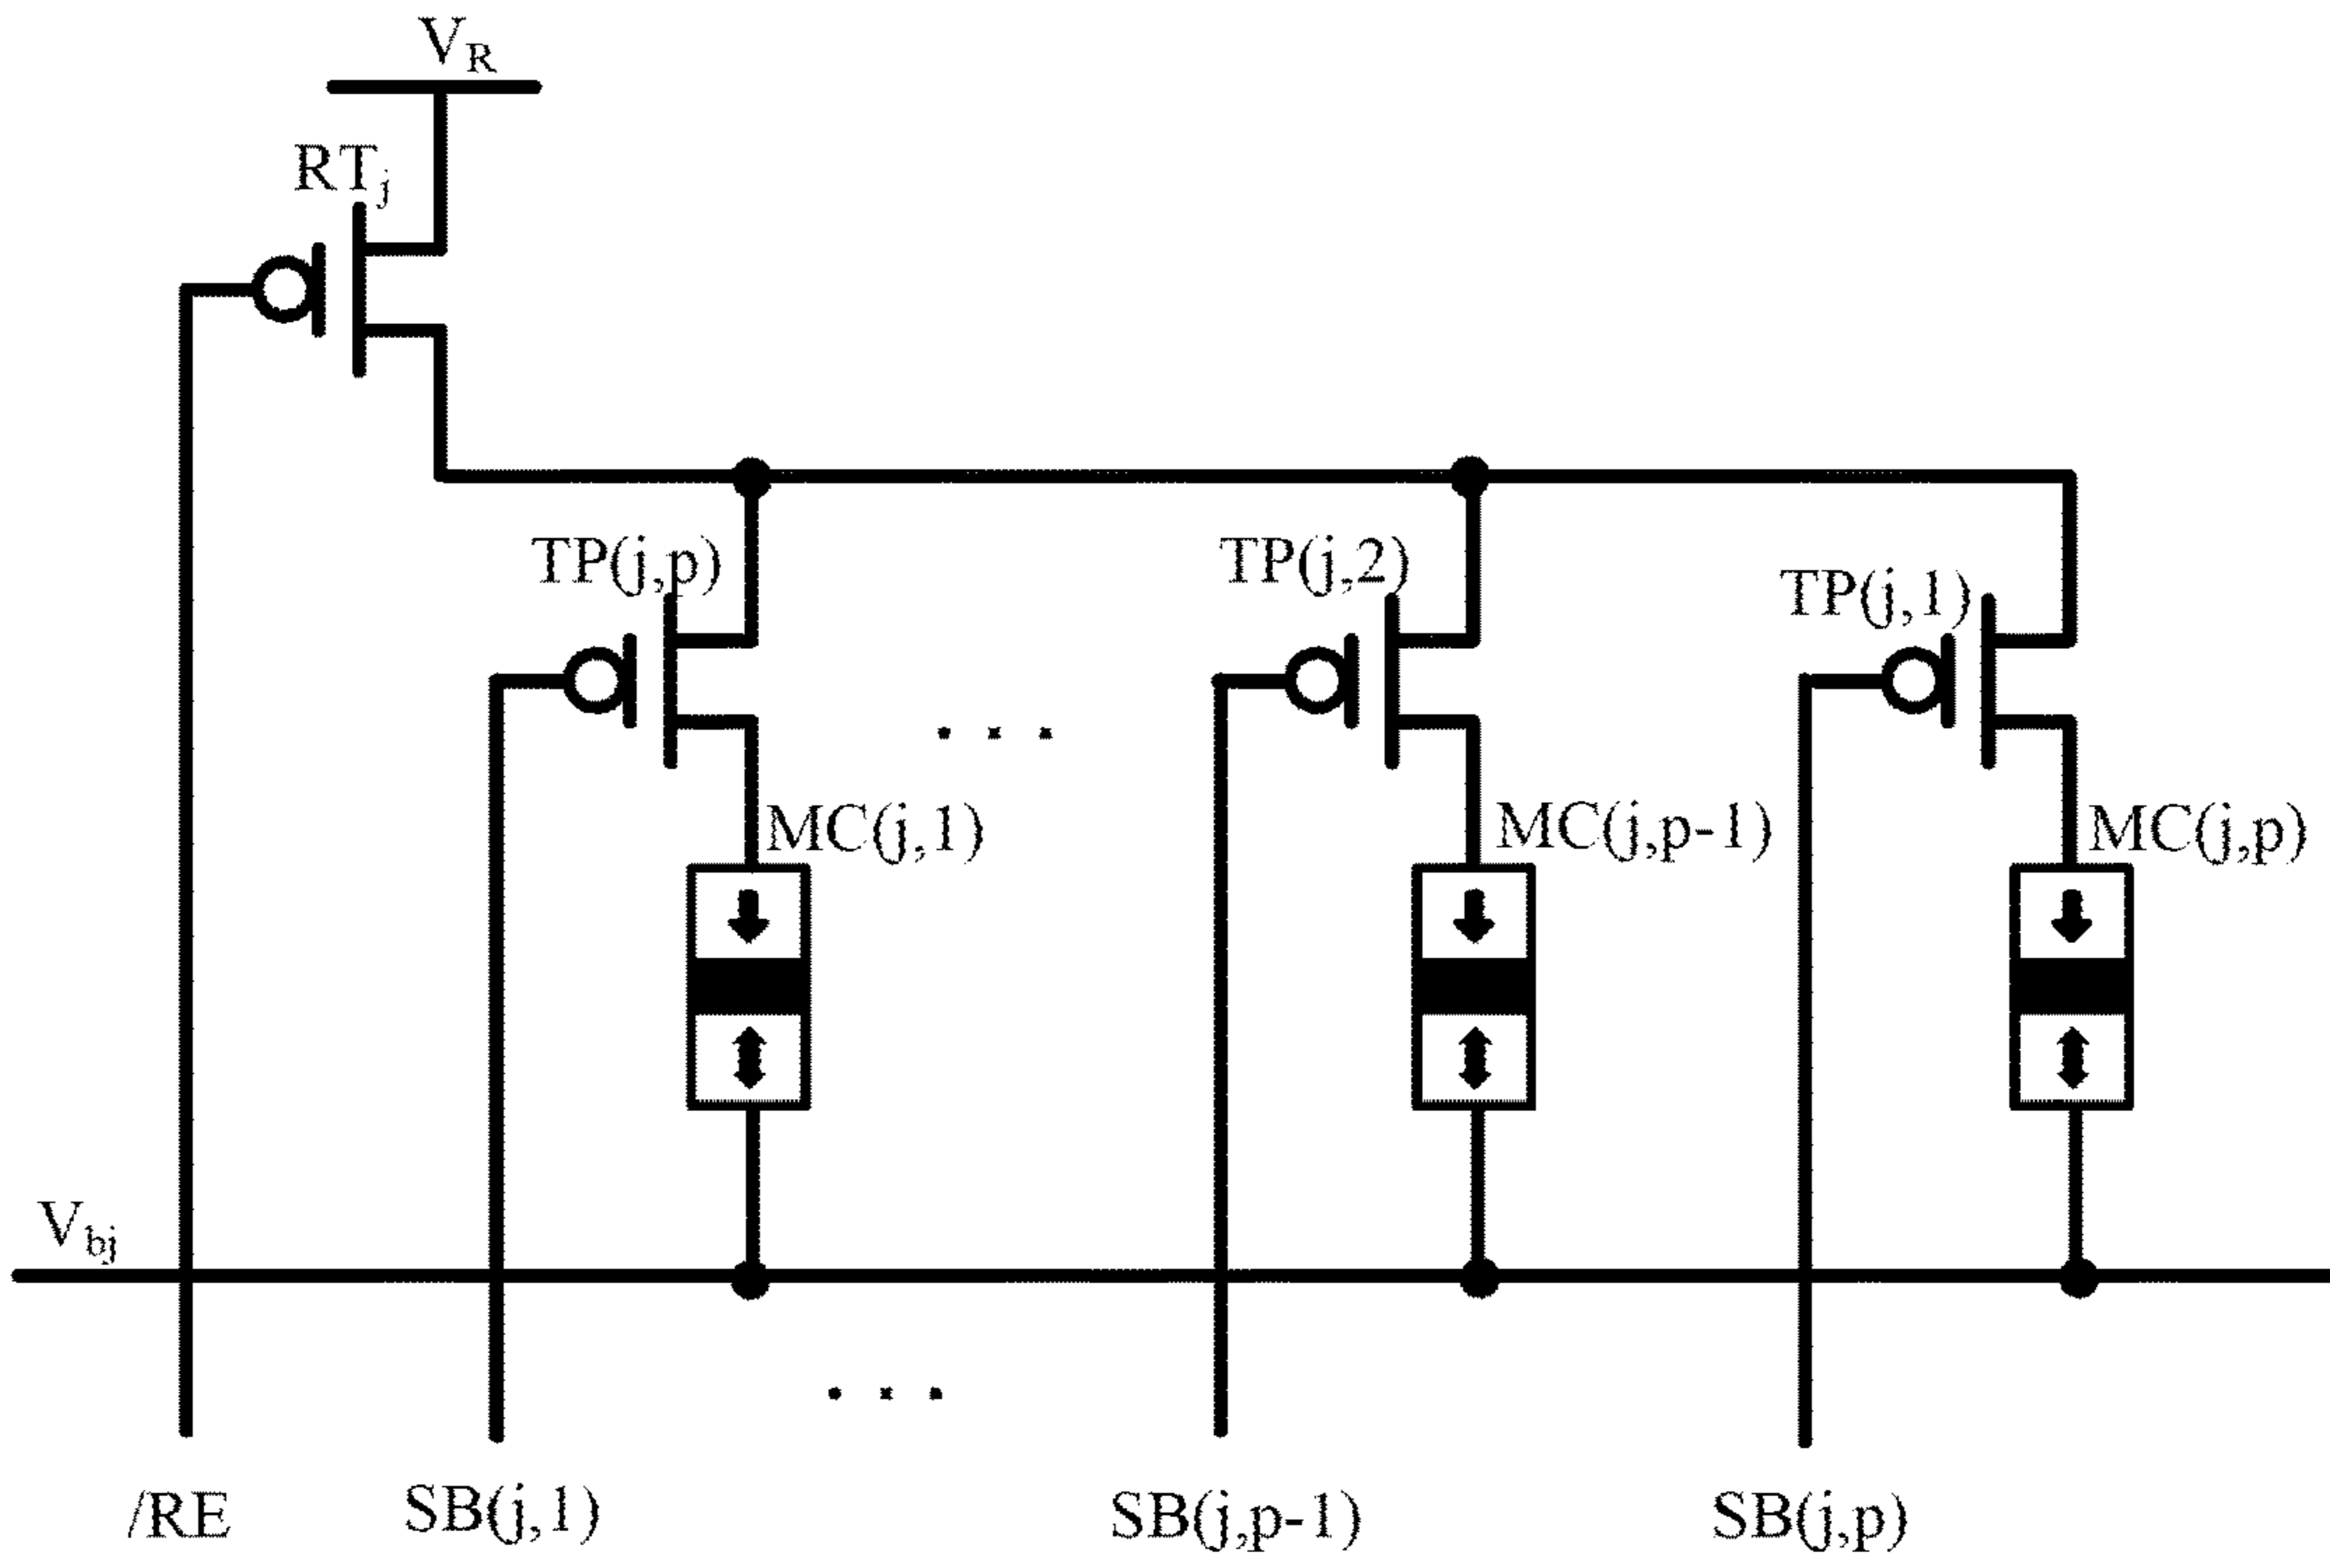 V_R
RT_j
TP(j,p)
TP(j,2)
TP(j,1)
. . .
MC(j,1)
MC(j,p-1)
MC(j,p)
V_bj
. . .
/RE
SB(j,1)
SB(j,p-1)
SB(j,p)